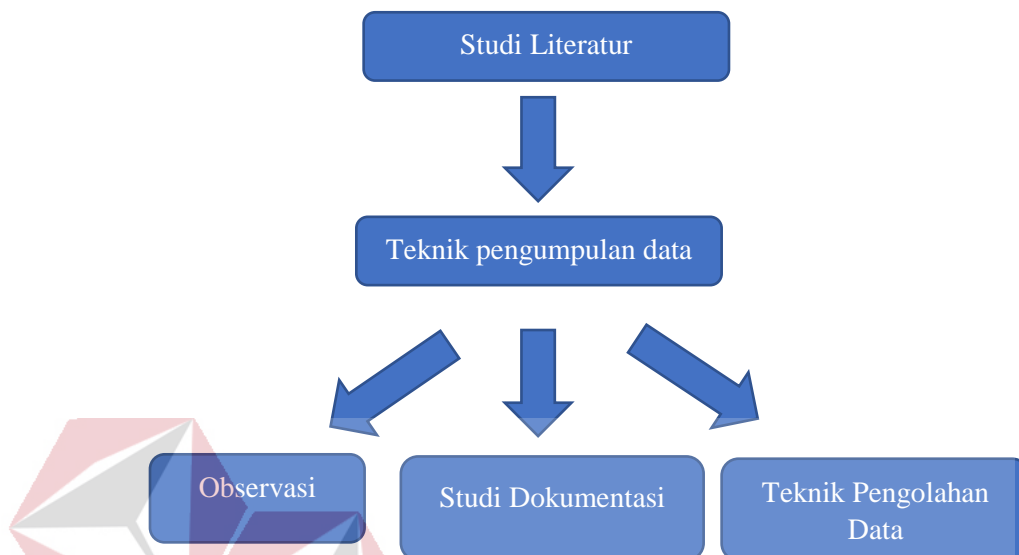 Studi Literatur
Teknik pengumpulan data
Observasi
Studi Dokumentasi
Teknik Pengolahan
Data